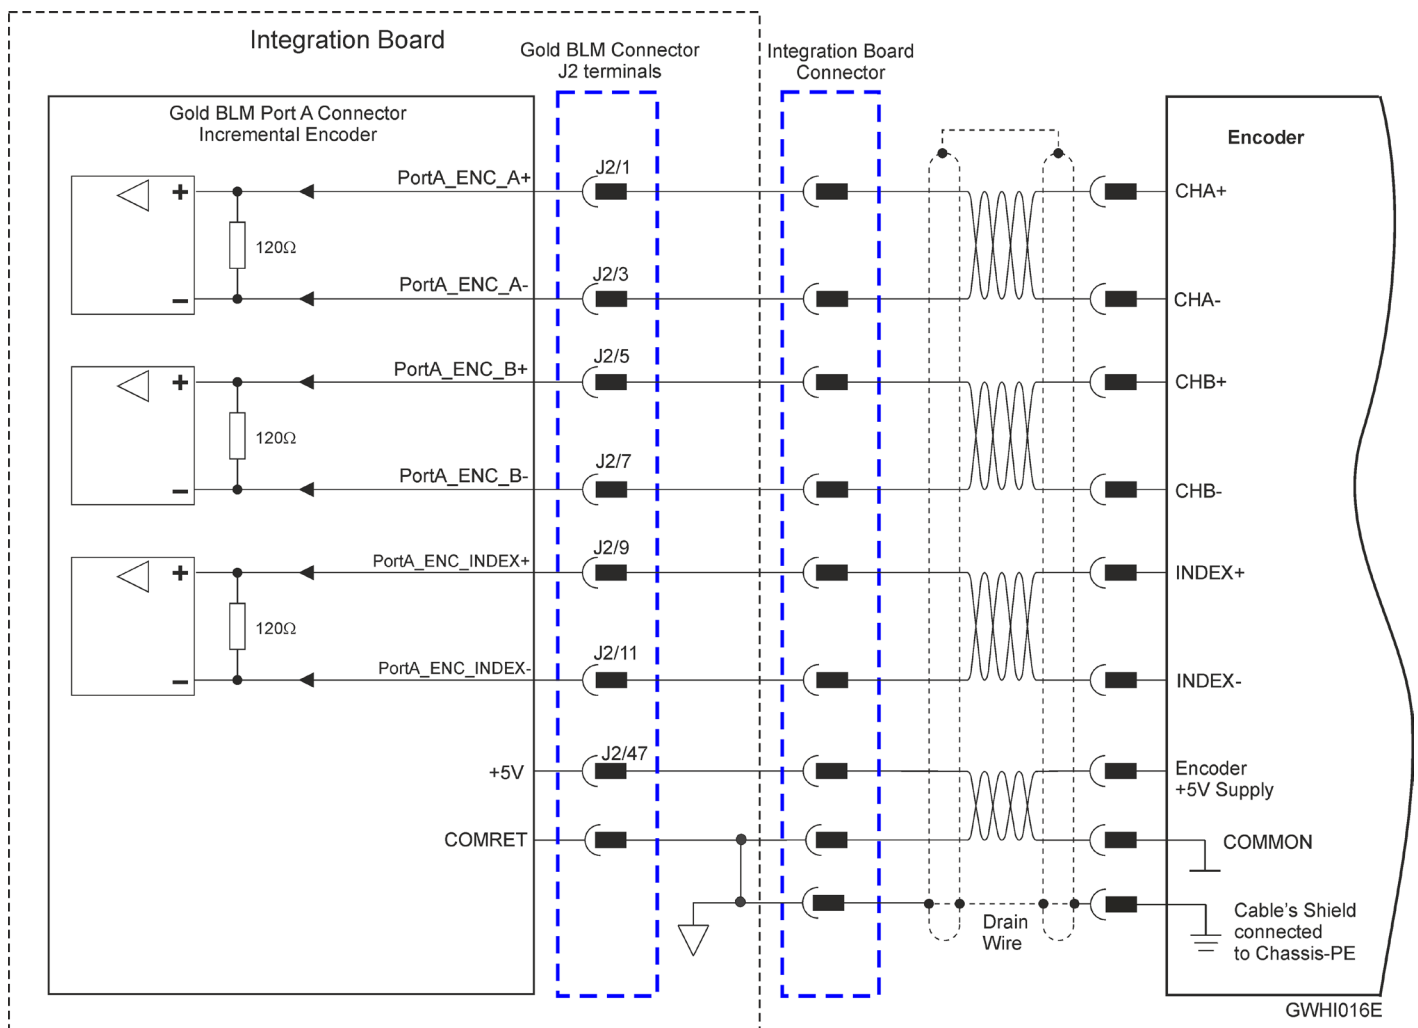 Integration Board
Gold BLM Connector
J2 terminals
Integration Board
Connector
Gold BLM Port A Connector
Incremental Encoder
Encoder
PortA_ENC_A+
J2/1
CHA+
+
120Ω
PortA_ENC_A-
J2/3
CHA-
−
PortA_ENC_B+
J2/5
CHB+
+
120Ω
PortA_ENC_B-
J2/7
CHB-
−
PortA_ENC_INDEX+
J2/9
INDEX+
+
120Ω
PortA_ENC_INDEX-
J2/11
INDEX-
−
+5V
J2/47
Encoder
+5V Supply
COMRET
COMMON
Drain
Wire
Cable's Shield
connected
to Chassis-PE
GWHI016E